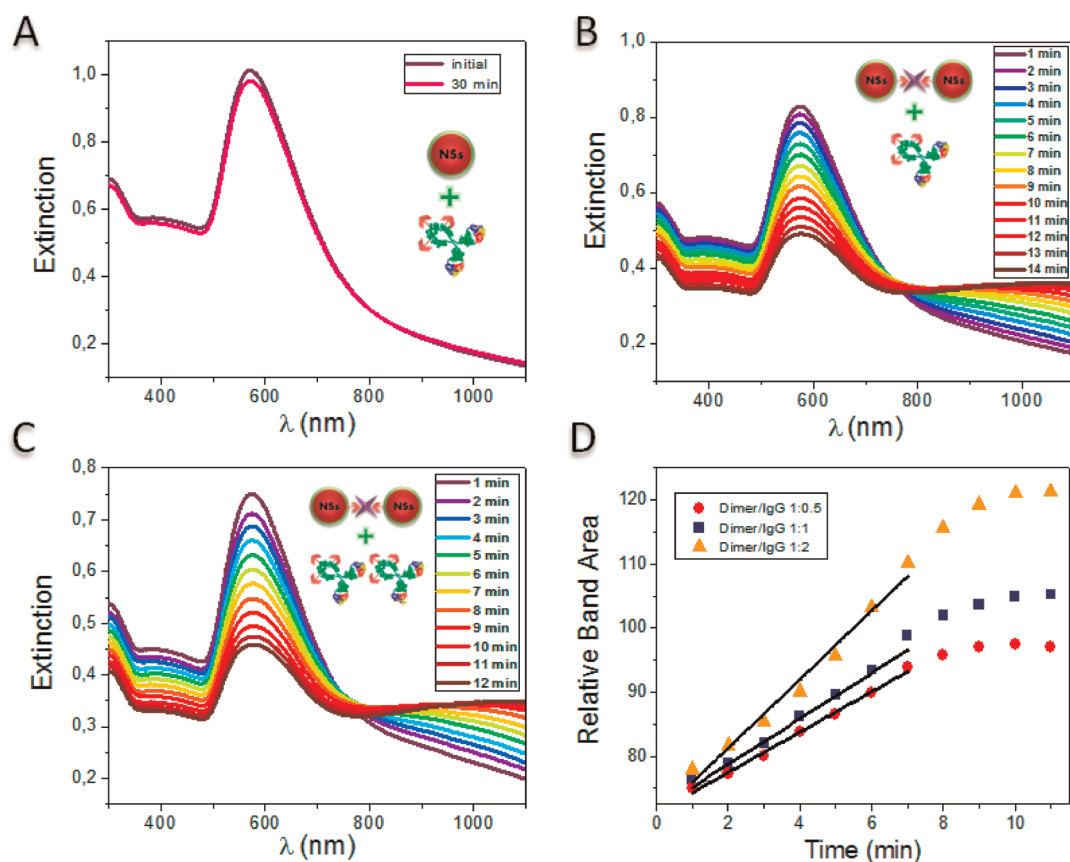 A
initial
30 min
NSs
+
1,0
0,8
0,6
0,4
0,2
Extinction
400 600 800 1000
λ (nm)
B
1 min
2 min
3 min
4 min
5 min
6 min
7 min
8 min
9 min
10 min
11 min
12 min
13 min
14 min
NSs NSs
+
1,0
0,8
0,6
0,4
0,2
Extinction
400 600 800 1000
λ (nm)
C
1 min
2 min
3 min
4 min
5 min
6 min
7 min
8 min
9 min
10 min
11 min
12 min
NSs NSs
+
0,8
0,7
0,6
0,5
0,4
0,3
0,2
Extinction
400 600 800 1000
λ (nm)
D
Dimer/IgG 1:0.5
Dimer/IgG 1:1
Dimer/IgG 1:2
120
110
100
90
80
Relative Band Area
0 2 4 6 8 10
Time (min)